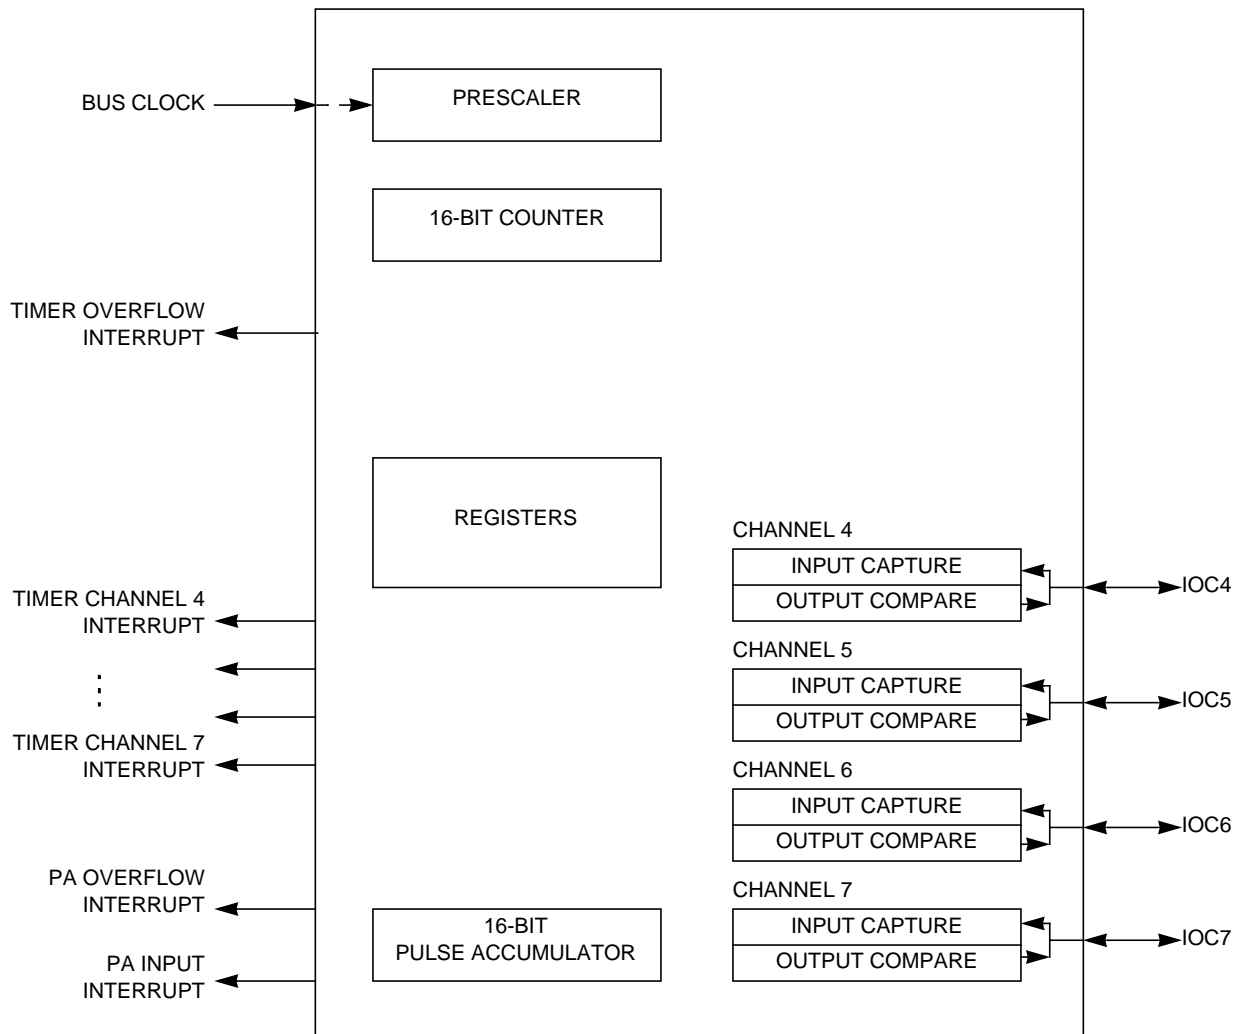 BUS CLOCK
PRESCALER
16-BIT COUNTER
TIMER OVERFLOW
INTERRUPT
REGISTERS
CHANNEL 4
INPUT CAPTURE
OUTPUT COMPARE
IOC4
TIMER CHANNEL 4
INTERRUPT
CHANNEL 5
INPUT CAPTURE
OUTPUT COMPARE
IOC5
TIMER CHANNEL 7
INTERRUPT
CHANNEL 6
INPUT CAPTURE
OUTPUT COMPARE
IOC6
PA OVERFLOW
INTERRUPT
16-BIT
PULSE ACCUMULATOR
CHANNEL 7
INPUT CAPTURE
OUTPUT COMPARE
IOC7
PA INPUT
INTERRUPT